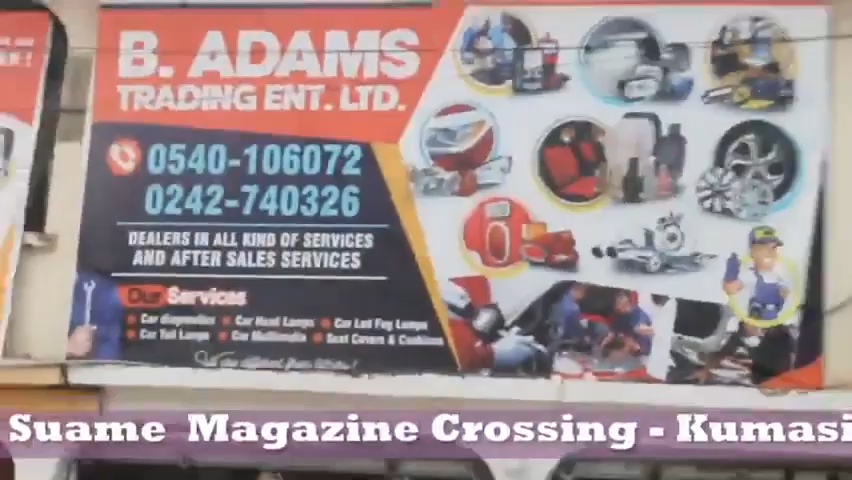 B. ADAMS
TRADING ENT. LTD.
0540-106072
0242-740326
DEALERS IN ALL KIND OF SERVICES
AND AFTER SALES SERVICES
Our Services
Car diagnostics Car Head Lamps Car Led Fog Lamps
Car Tail Lamps Car Multimedia Seat Covers & Cushions
Suame Magazine Crossing - Kumasi